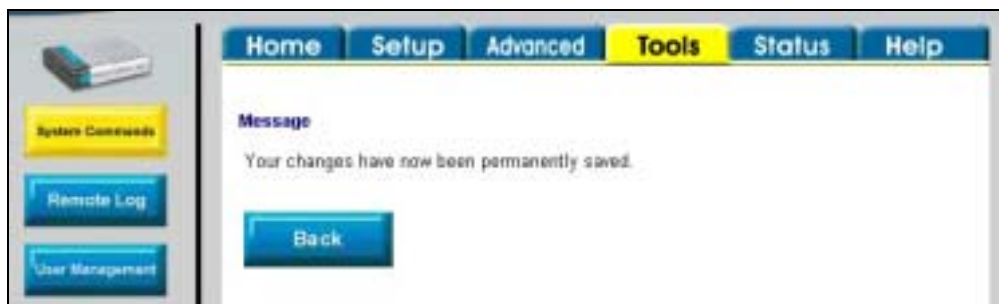 Home Setup Advanced Tools Status Help
System Commands
Remote Log
User Management
Message
Your changes have now been permanently saved.
Back